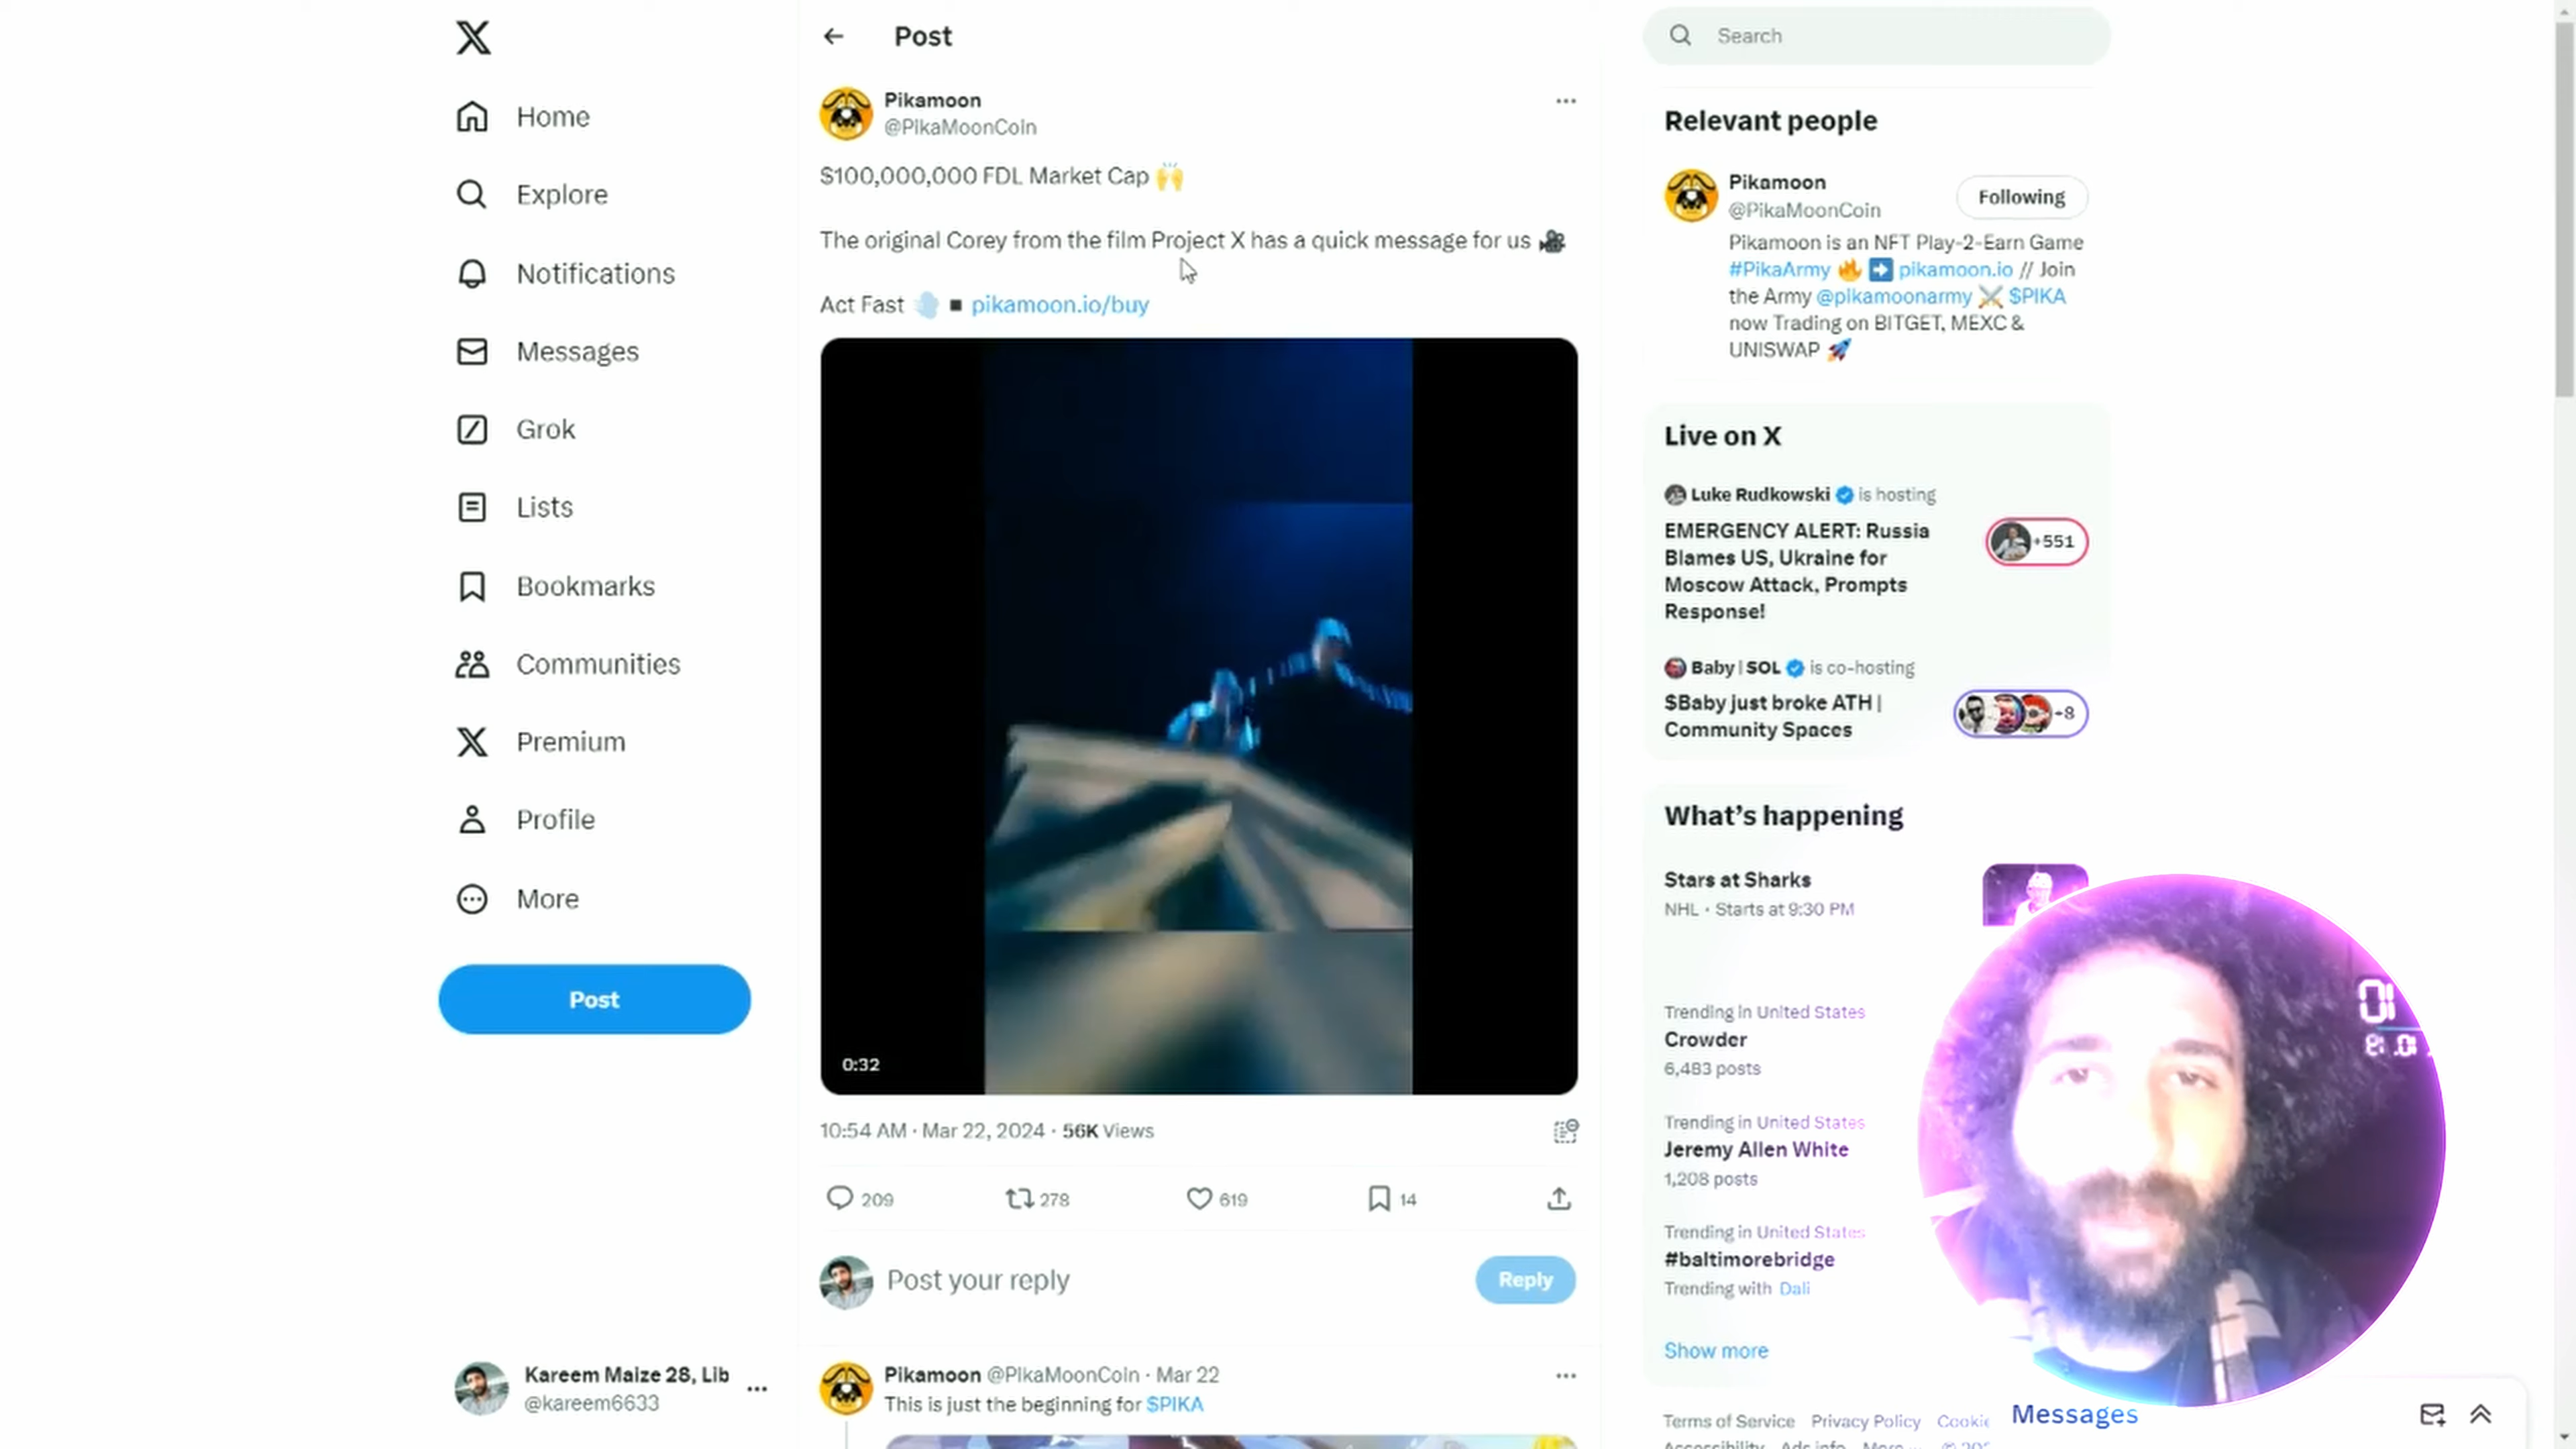 Home
Explore
Notifications
Messages
Grok
Lists
Bookmarks
Communities
Premium
Profile
More
Post
Kareem Maize 28, Lib
@kareem6633
Post
Pikamoon
@PikaMoonCoin
$100,000,000 FDL Market Cap 🙌
The original Corey from the film Project X has a quick message for us 🎥
Act Fast 💨 ▪ pikamoon.io/buy
0:32
10:54 AM · Mar 22, 2024 · 56K Views
209
278
619
14
Post your reply
Reply
Pikamoon @PikaMoonCoin · Mar 22
This is just the beginning for $PIKA
Search
Relevant people
Pikamoon
@PikaMoonCoin
Following
Pikamoon is an NFT Play-2-Earn Game
#PikaArmy 🔥 ➡️ pikamoon.io // Join
the Army @pikamoonarmy ⚔️ $PIKA
now Trading on BITGET, MEXC &
UNISWAP 🚀
Live on X
Luke Rudkowski is hosting
EMERGENCY ALERT: Russia
Blames US, Ukraine for
Moscow Attack, Prompts
Response!
+551
Baby | SOL is co-hosting
$Baby just broke ATH |
Community Spaces
+8
What's happening
Stars at Sharks
NHL · Starts at 9:30 PM
Trending in United States
Crowder
6,483 posts
Trending in United States
Jeremy Allen White
1,208 posts
Trending in United States
#baltimorebridge
Trending with Dali
Show more
Terms of Service Privacy Policy
Messages